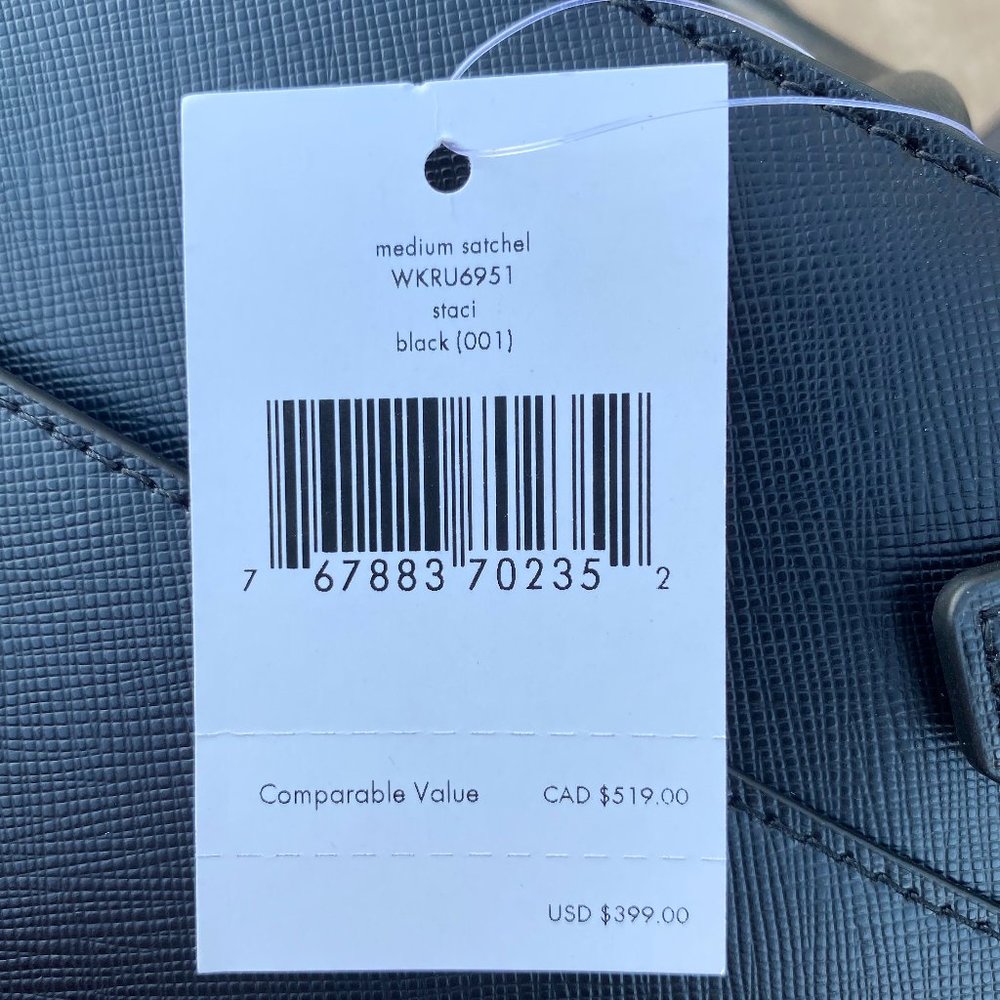 medium satchel
WKRU6951
staci
black (001)
7 67883 70235 2
Comparable Value CAD $519.00
USD $399.00